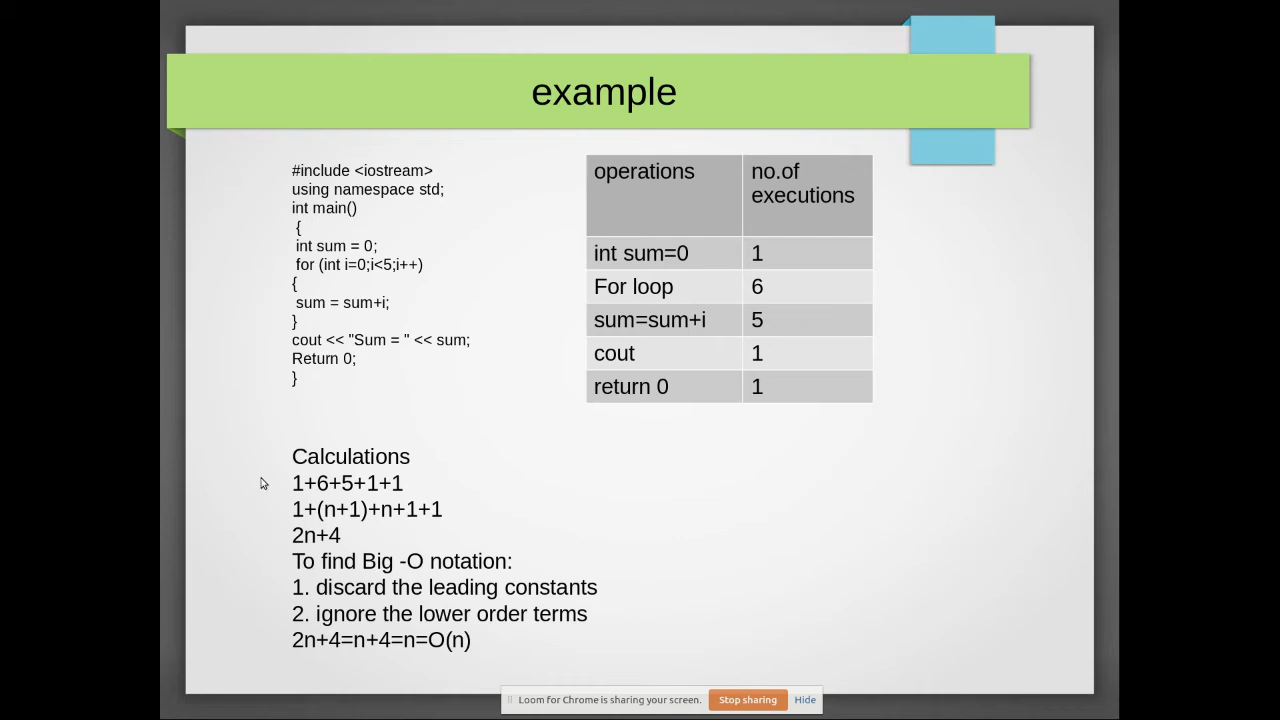 example
#include <iostream>
using namespace std;
int main()
{
int sum = 0;
for (int i=0;i<5;i++)
{
sum = sum+i;
}
cout << "Sum = " << sum;
Return 0;
}
operations no.of executions
int sum=0 1
For loop 6
sum=sum+i 5
cout 1
return 0 1
Calculations
1+6+5+1+1
1+(n+1)+n+1+1
2n+4
To find Big -O notation:
1. discard the leading constants
2. ignore the lower order terms
2n+4=n+4=n=O(n)
Loom for Chrome is sharing your screen. Stop sharing Hide